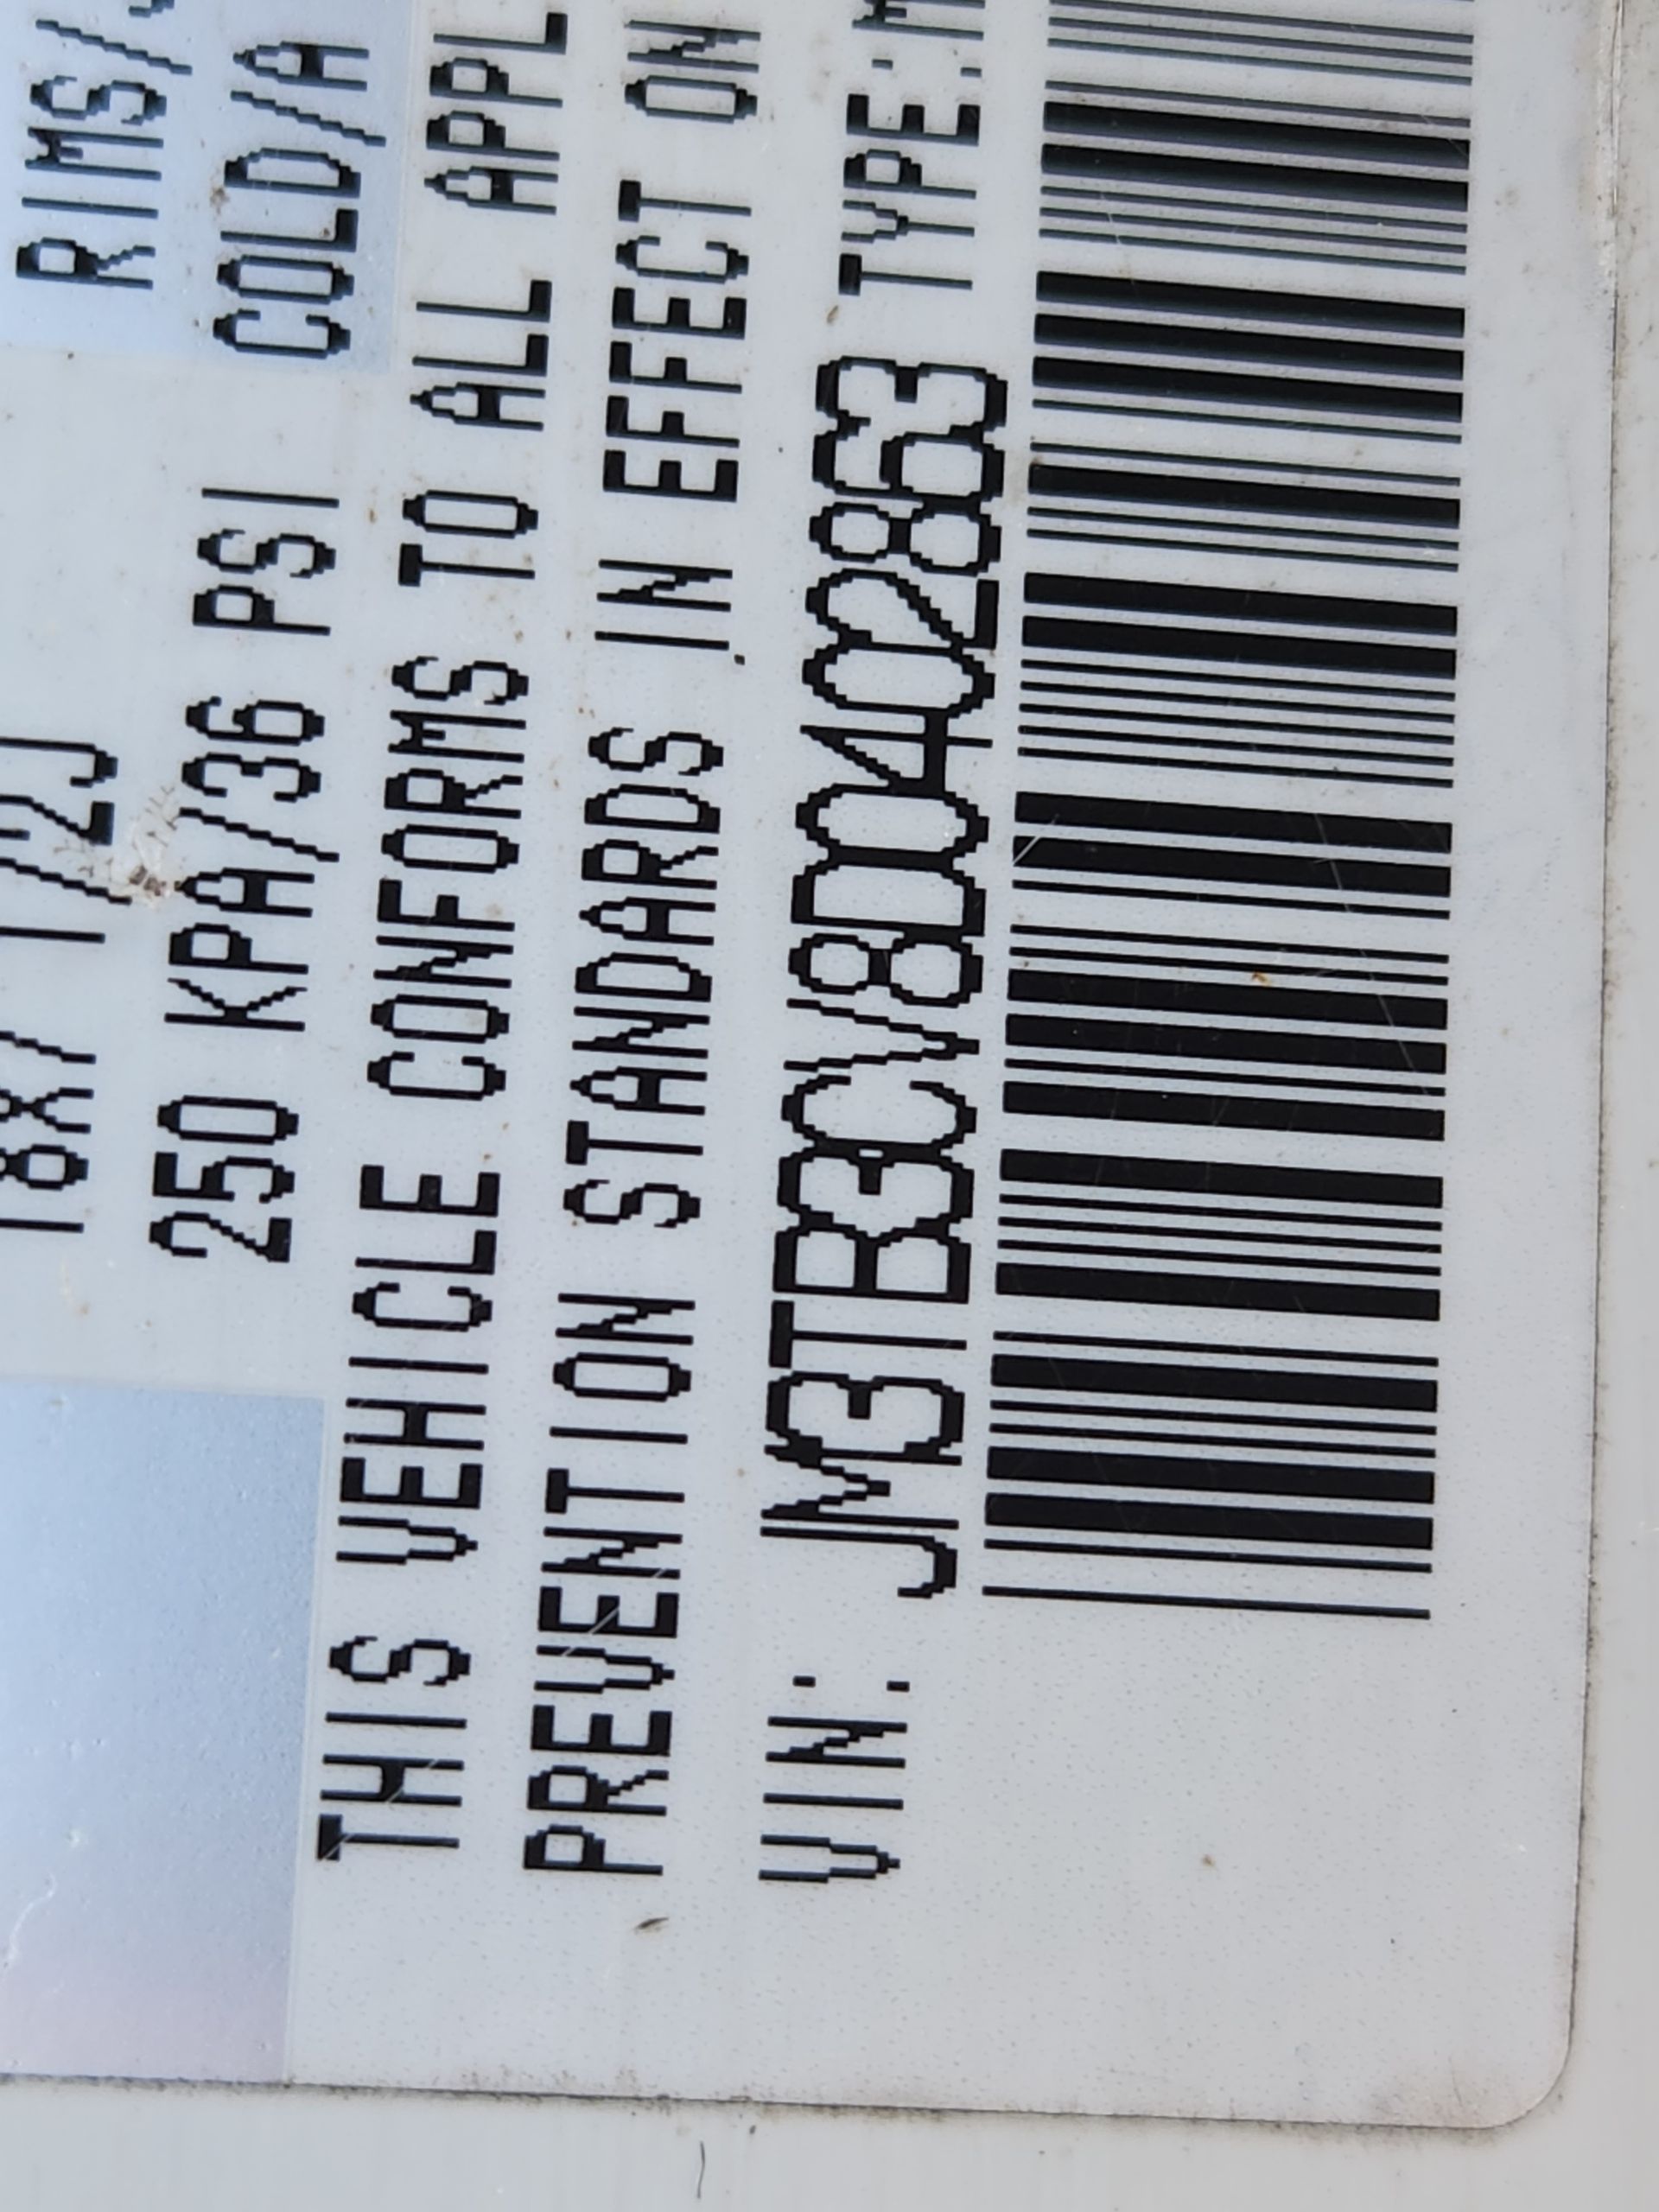 RIMS/
18X7 1/2J
250 KPA/36 PSI COLD/A
THIS VEHICLE CONFORMS TO ALL APPL
PREVENTION STANDARDS IN EFFECT ON
VIN: JM3TB3CV8D0402863 TYPE:M